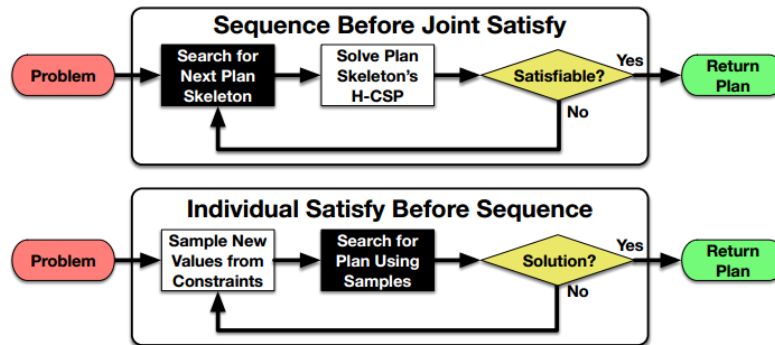 Sequence Before Joint Satisfy
Problem
Search for
Next Plan
Skeleton
Solve Plan
Skeleton's
H-CSP
Satisfiable?
Yes
No
Return
Plan
Individual Satisfy Before Sequence
Problem
Sample New
Values from
Constraints
Search for
Plan Using
Samples
Solution?
Yes
No
Return
Plan